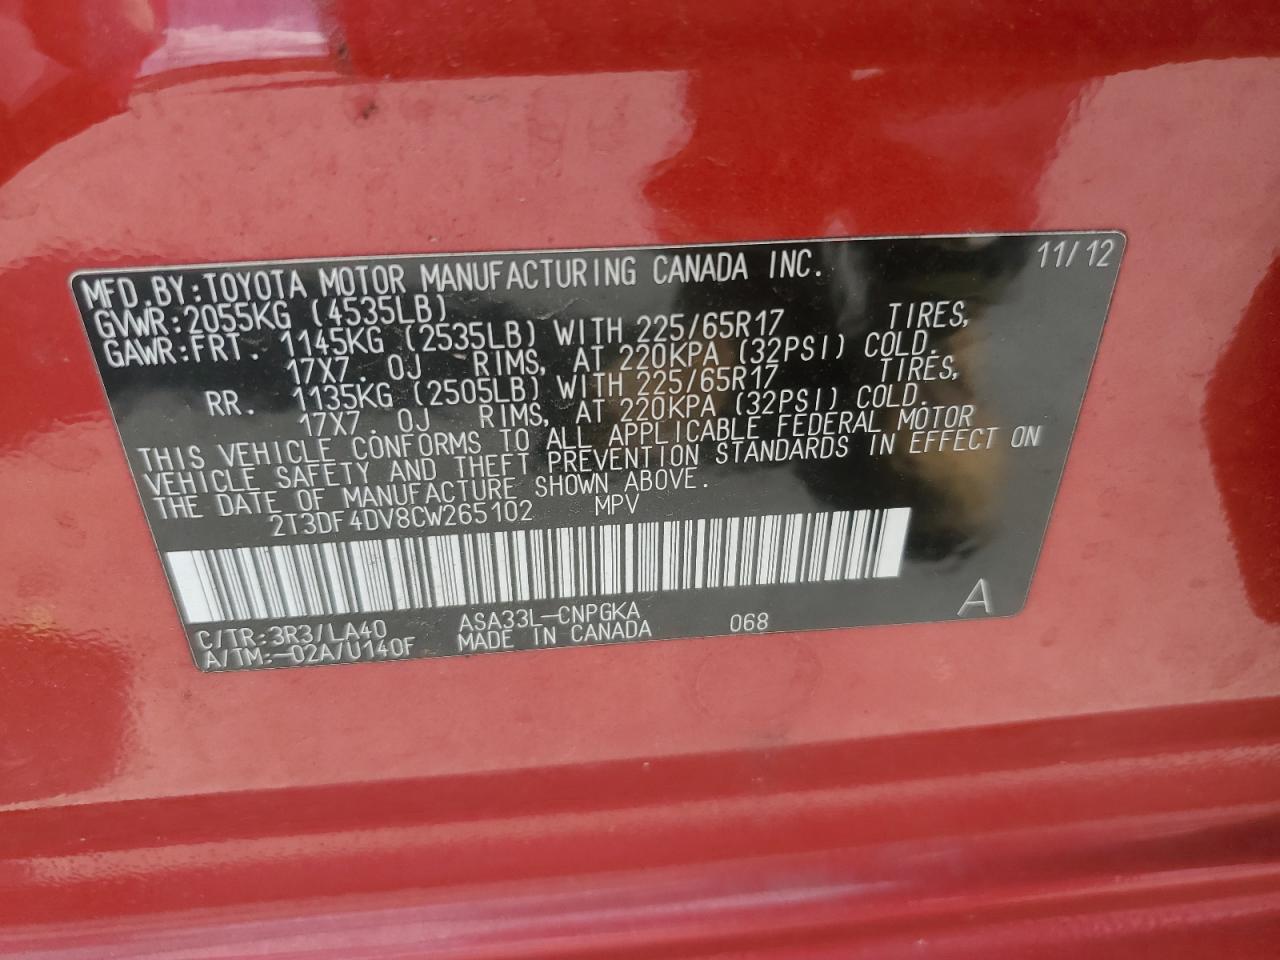 MFD.BY:TOYOTA MOTOR MANUFACTURING CANADA INC. 11/12
GVWR:2055KG (4535LB)
GAWR:FRT. 1145KG (2535LB) WITH 225/65R17 TIRES,
17X7.0J RIMS, AT 220KPA (32PSI) COLD.
RR. 1135KG (2505LB) WITH 225/65R17 TIRES,
17X7.0J RIMS, AT 220KPA (32PSI) COLD.
THIS VEHICLE CONFORMS TO ALL APPLICABLE FEDERAL MOTOR
VEHICLE SAFETY AND THEFT PREVENTION STANDARDS IN EFFECT ON
THE DATE OF MANUFACTURE SHOWN ABOVE.
2T3DF4DV8CW265102 MPV
C/TR:3R3/LA40 ASA33L-CNPGKA 068 A
A/TM:-02A/U140F MADE IN CANADA